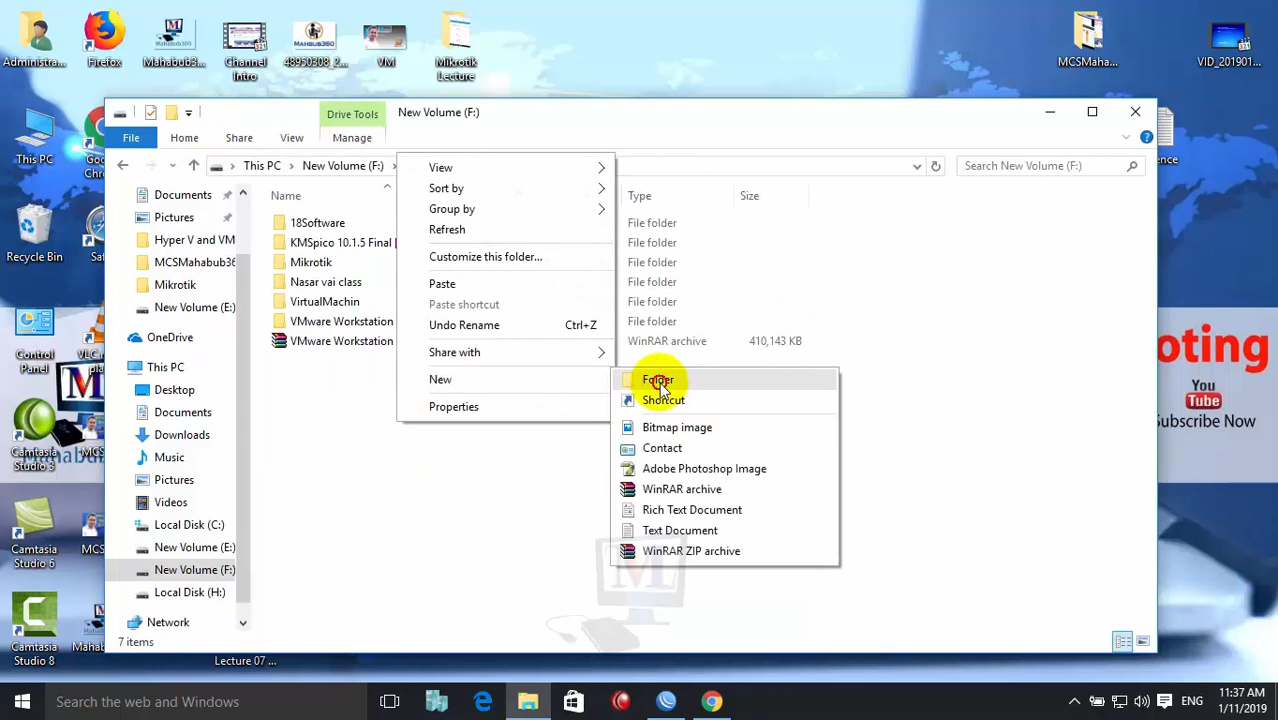 Administra...
Firefox
Mahabub3...
Channel
Intro
48950308_2...
VM
Mikrotik
Lecture
MCSMaha...
VID_201901...
Mahbub360
This PC
Recycle Bin
Control
Panel
Camtasia
Studio 3
Camtasia
Studio 6
Camtasia
Studio 8
Lecture 07 ...
Drive Tools
New Volume (F:)
File
Home
Share
View
Manage
This PC
New Volume (F:)
Search New Volume (F:)
Documents
Pictures
Hyper V and VM
MCSMahabub36
Mikrotik
New Volume (E:)
OneDrive
This PC
Desktop
Documents
Downloads
Music
Pictures
Videos
Local Disk (C:)
New Volume (E:)
New Volume (F:)
Local Disk (H:)
Network
7 items
Name
Type
Size
18Software
File folder
KMSpico 10.1.5 Final
File folder
Mikrotik
File folder
Nasar vai class
File folder
VirtualMachin
File folder
VMware Workstation
File folder
VMware Workstation
WinRAR archive
410,143 KB
View
Sort by
Group by
Refresh
Customize this folder...
Paste
Paste shortcut
Undo Rename
Ctrl+Z
Share with
New
Properties
Folder
Shortcut
Bitmap image
Contact
Adobe Photoshop Image
WinRAR archive
Rich Text Document
Text Document
WinRAR ZIP archive
ooting
You
Tube
Subscribe Now
Search the web and Windows
ENG
11:37 AM
1/11/2019